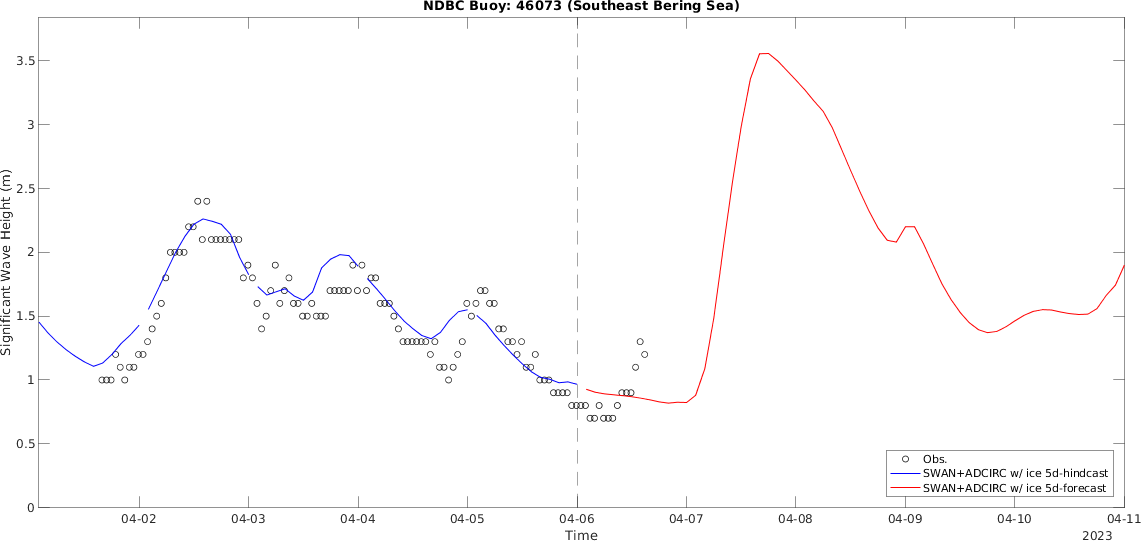 NDBC Buoy: 46073 (Southeast Bering Sea)
Significant Wave Height (m)
3.5
3
2.5
2
1.5
1
0.5
0
Obs.
SWAN+ADCIRC w/ ice 5d-hindcast
SWAN+ADCIRC w/ ice 5d-forecast
04-02 04-03 04-04 04-05 04-06 04-07 04-08 04-09 04-10 04-11
Time
2023